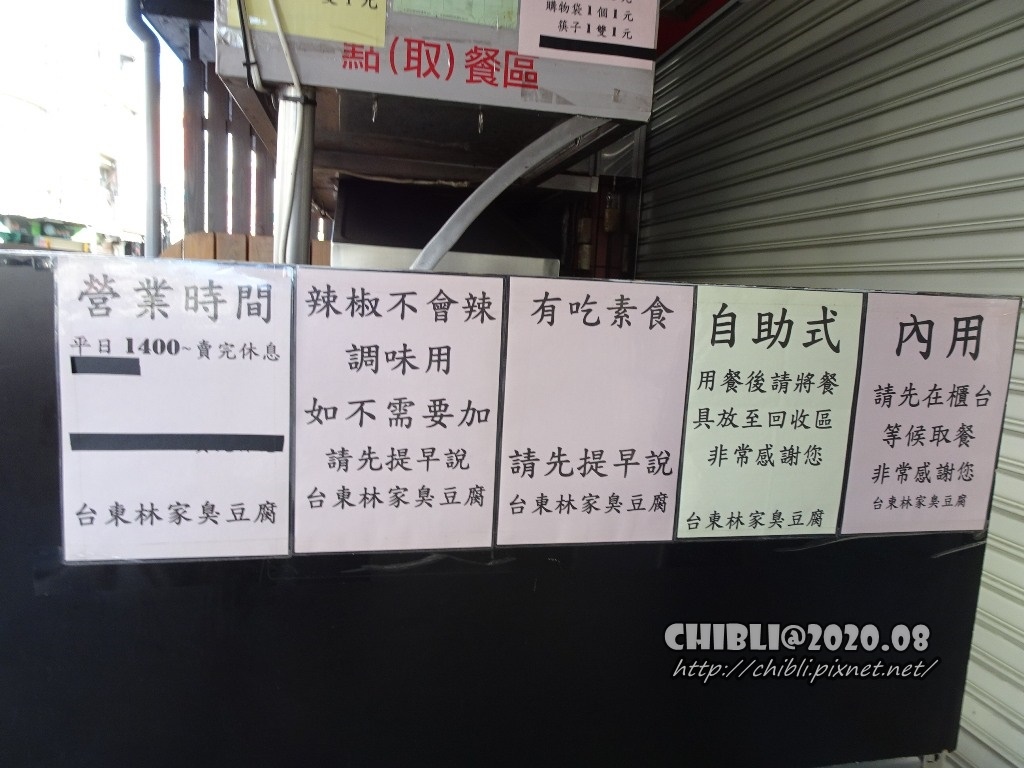 雙1元
購物袋1個1元
筷子1雙1元
點(取)餐區
營業時間
平日 1400~賣完休息
台東林家臭豆腐
辣椒不會辣
調味用
如不需要加
請先提早說
台東林家臭豆腐
有吃素食
請先提早說
台東林家臭豆腐
自助式
用餐後請將餐
具放至回收區
非常感謝您
台東林家臭豆腐
內用
請先在櫃台
等候取餐
非常感謝您
台東林家臭豆腐
CHIBLI@2020.08
http://chibli.pixnet.net/